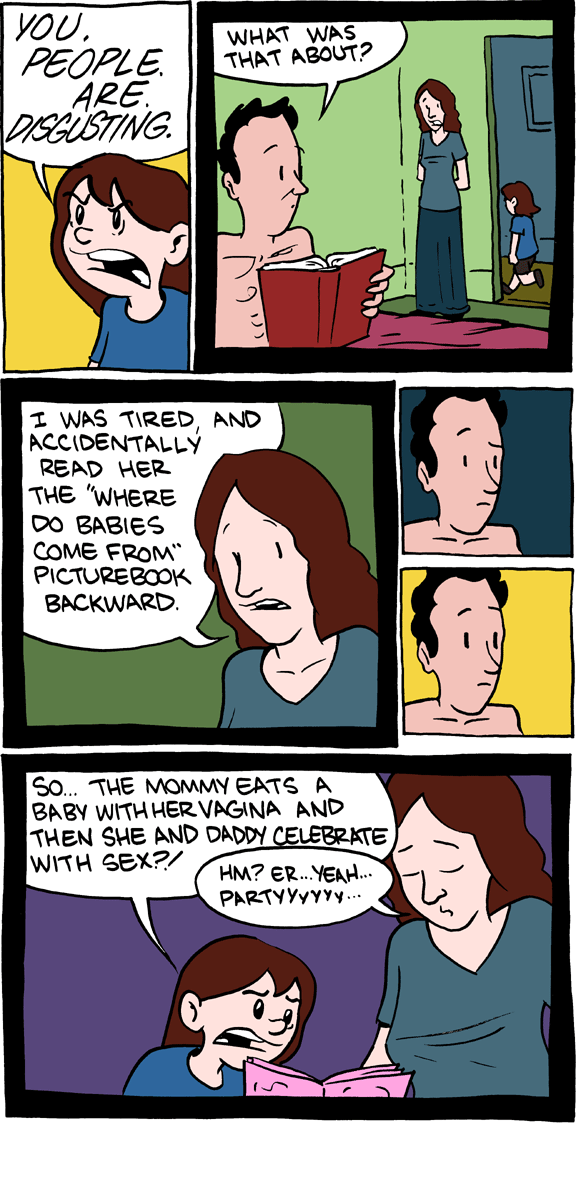 YOU.
PEOPLE.
ARE.
DISGUSTING.
WHAT WAS
THAT ABOUT?
I WAS TIRED, AND
ACCIDENTALLY
READ HER
THE "WHERE
DO BABIES
COME FROM"
PICTUREBOOK
BACKWARD.
SO... THE MOMMY EATS A
BABY WITH HER VAGINA AND
THEN SHE AND DADDY CELEBRATE
WITH SEX?!
HM? ER...YEAH...
PARTYYYYYY...